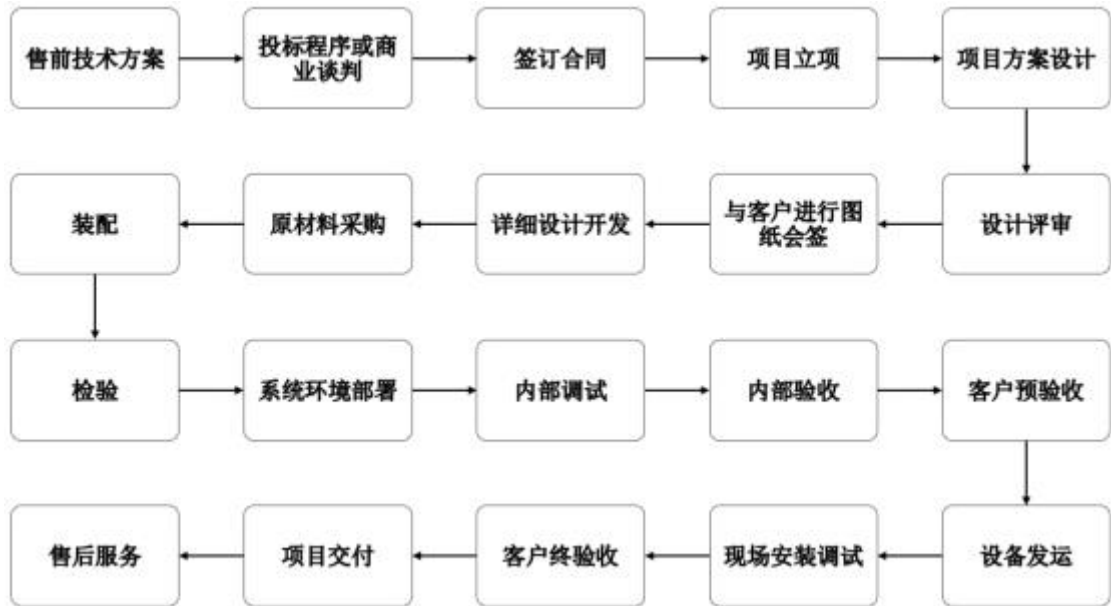 售前技术方案
投标程序或商
业谈判
签订合同
项目立项
项目方案设计
装配
原材料采购
详细设计开发
与客户进行图
纸会签
设计评审
检验
系统环境部署
内部调试
内部验收
客户预验收
售后服务
项目交付
客户终验收
现场安装调试
设备发运